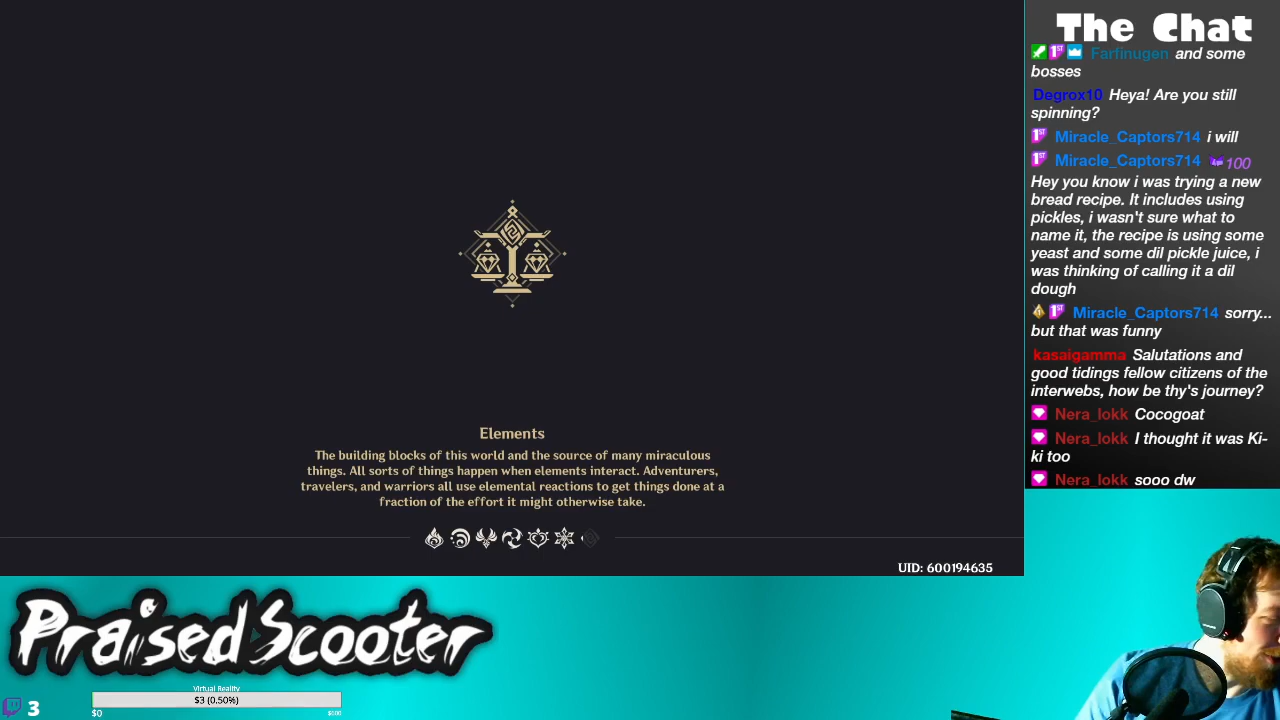 The Chat
Farfinugen and some
bosses
Degrox10 Heya! Are you still
spinning?
Miracle_Captors714 i will
Miracle_Captors714 100
Hey you know i was trying a new
bread recipe. It includes using
pickles, i wasn't sure what to
name it, the recipe is using some
yeast and some dil pickle juice, i
was thinking of calling it a dil
dough
Miracle_Captors714 sorry...
but that was funny
kasaigamma Salutations and
good tidings fellow citizens of the
interwebs, how be thy's journey?
Nera_lokk Cocogoat
Nera_lokk I thought it was Ki-
ki too
Nera_lokk sooo dw
Elements
The building blocks of this world and the source of many miraculous
things. All sorts of things happen when elements interact. Adventurers,
travelers, and warriors all use elemental reactions to get things done at a
fraction of the effort it might otherwise take.
UID: 600194635
PraisedScooter
Virtual Reality
$3 (0.50%)
3
$0